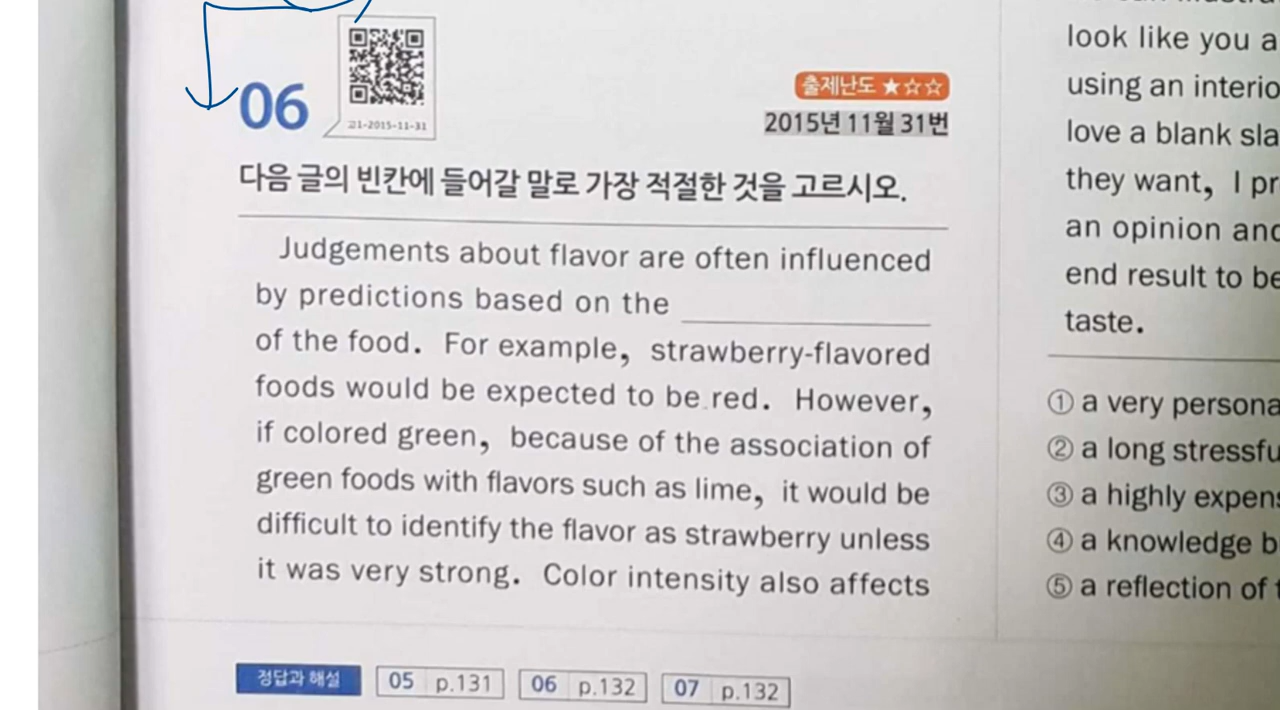 06
21-2015-11-31
출제난도 ★☆☆
2015년 11월 31번
다음 글의 빈칸에 들어갈 말로 가장 적절한 것을 고르시오.
Judgements about flavor are often influenced
by predictions based on the
of the food. For example, strawberry-flavored
foods would be expected to be red. However,
if colored green, because of the association of
green foods with flavors such as lime, it would be
difficult to identify the flavor as strawberry unless
it was very strong. Color intensity also affects
정답과 해설
05 p.131
06 p.132
07 p.132
look like you a
using an interio
love a blank sla
they want, I pr
an opinion and
end result to be
taste.
① a very persona
② a long stressfu
③ a highly expens
④ a knowledge b
⑤ a reflection of